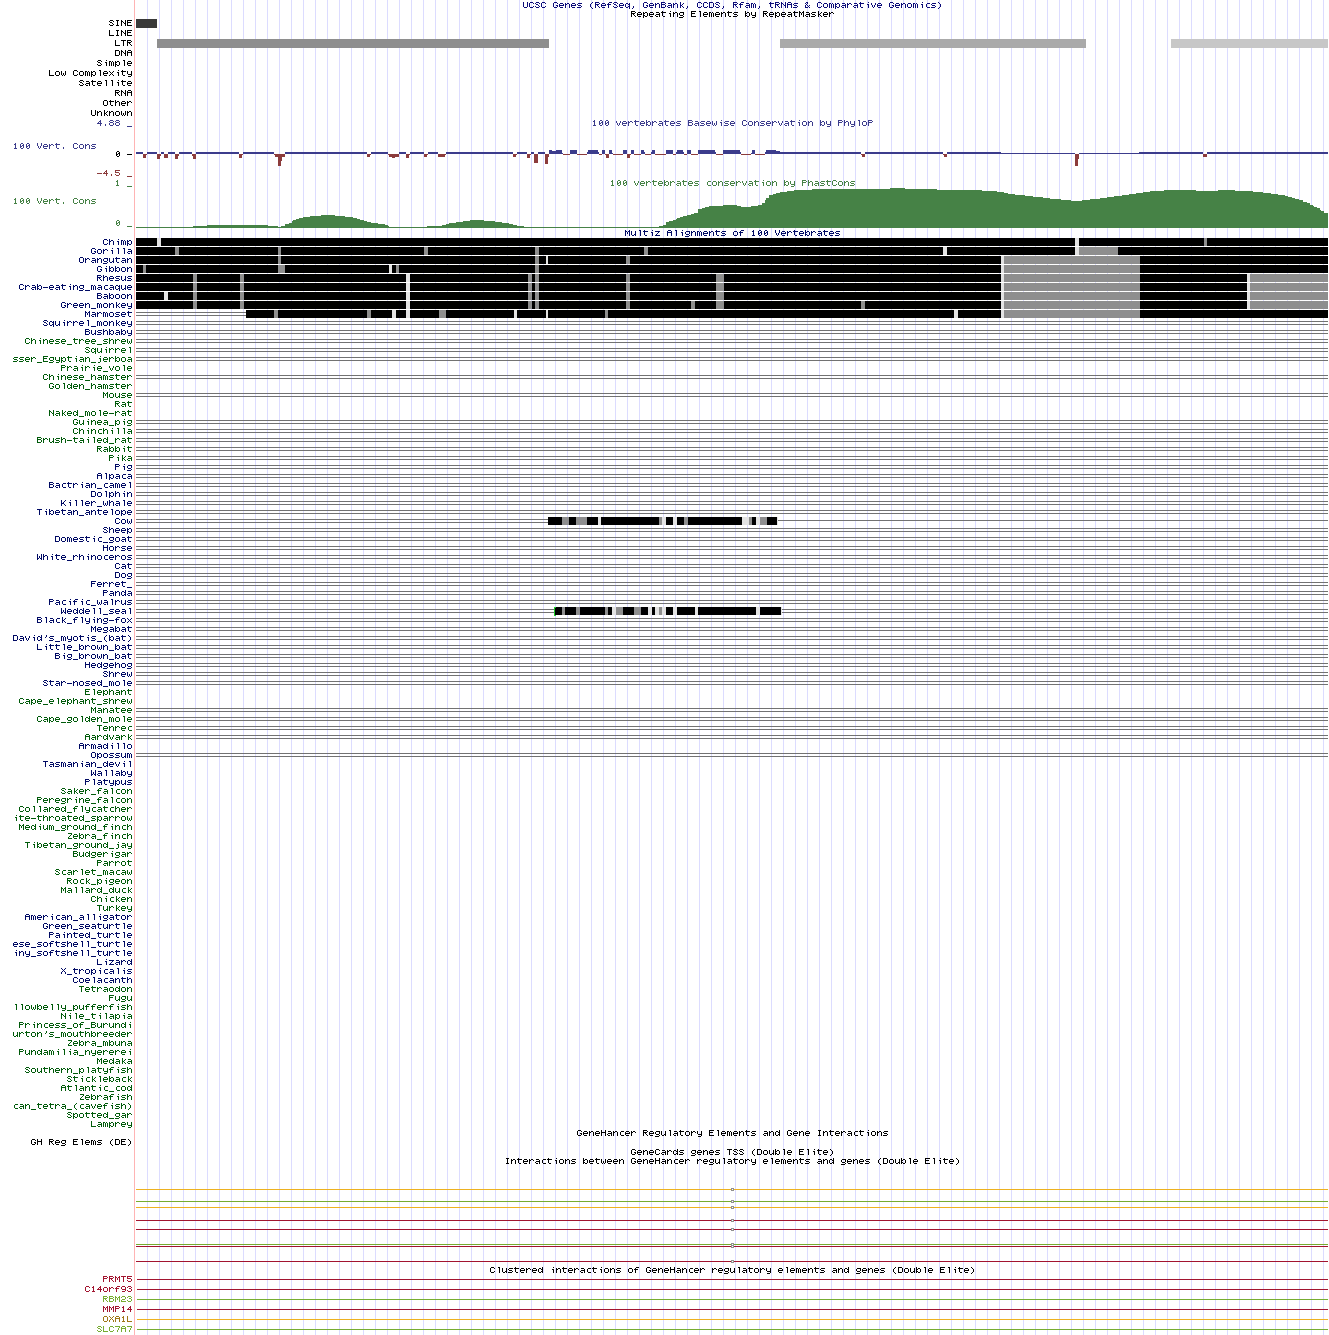 UCSC Genes (RefSeq, GenBank, CCDS, Rfam, tRNAs & Comparative Genomics)
Repeating Elements by RepeatMasker
SINE
LINE
LTR
DNA
Simple
Low Complexity
Satellite
RNA
Other
Unknown
4.88 _
100 vertebrates Basewise Conservation by PhyloP
100 Vert. Cons
0 _
-4.5 _
1 _
100 vertebrates conservation by PhastCons
100 Vert. Cons
0 _
Multiz Alignments of 100 Vertebrates
Chimp
Gorilla
Orangutan
Gibbon
Rhesus
Crab-eating_macaque
Baboon
Green_monkey
Marmoset
Squirrel_monkey
Bushbaby
Chinese_tree_shrew
Squirrel
sser_Egyptian_jerboa
Prairie_vole
Chinese_hamster
Golden_hamster
Mouse
Rat
Naked_mole-rat
Guinea_pig
Chinchilla
Brush-tailed_rat
Rabbit
Pika
Pig
Alpaca
Bactrian_camel
Dolphin
Killer_whale
Tibetan_antelope
Cow
Sheep
Domestic_goat
Horse
White_rhinoceros
Cat
Dog
Ferret_
Panda
Pacific_walrus
Weddell_seal
Black_flying-fox
Megabat
David's_myotis_(bat)
Little_brown_bat
Big_brown_bat
Hedgehog
Shrew
Star-nosed_mole
Elephant
Cape_elephant_shrew
Manatee
Cape_golden_mole
Tenrec
Aardvark
Armadillo
Opossum
Tasmanian_devil
Wallaby
Platypus
Saker_falcon
Peregrine_falcon
Collared_flycatcher
ite-throated_sparrow
Medium_ground_finch
Zebra_finch
Tibetan_ground_jay
Budgerigar
Parrot
Scarlet_macaw
Rock_pigeon
Mallard_duck
Chicken
Turkey
American_alligator
Green_seaturtle
Painted_turtle
ese_softshell_turtle
iny_softshell_turtle
Lizard
X_tropicalis
Coelacanth
Tetraodon
Fugu
llowbelly_pufferfish
Nile_tilapia
Princess_of_Burundi
urton's_mouthbreeder
Zebra_mbuna
Pundamilia_nyererei
Medaka
Southern_platyfish
Stickleback
Atlantic_cod
Zebrafish
can_tetra_(cavefish)
Spotted_gar
Lamprey
GeneHancer Regulatory Elements and Gene Interactions
GH Reg Elems (DE)
GeneCards genes TSS (Double Elite)
Interactions between GeneHancer regulatory elements and genes (Double Elite)
Clustered interactions of GeneHancer regulatory elements and genes (Double Elite)
PRMT5
C14orf93
RBM23
MMP14
OXA1L
SLC7A7